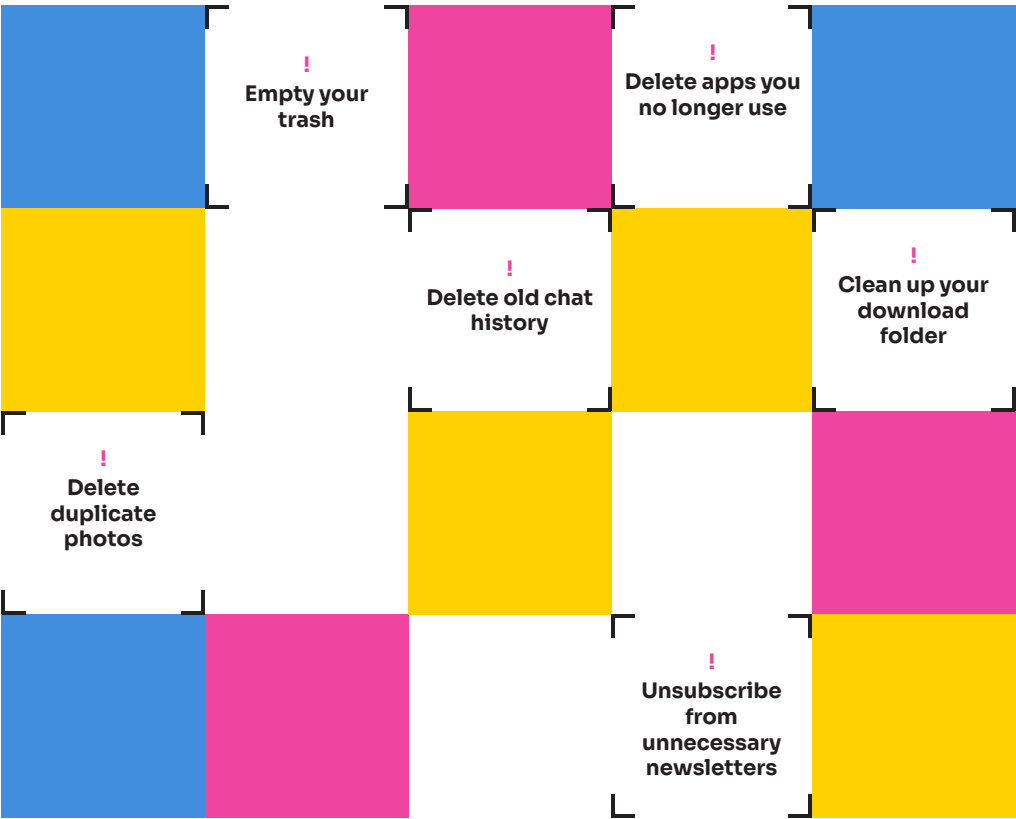 !
Empty your
trash
!
Delete apps you
no longer use
!
Delete old chat
history
!
Clean up your
download
folder
!
Delete
duplicate
photos
!
Unsubscribe
from
unnecessary
newsletters